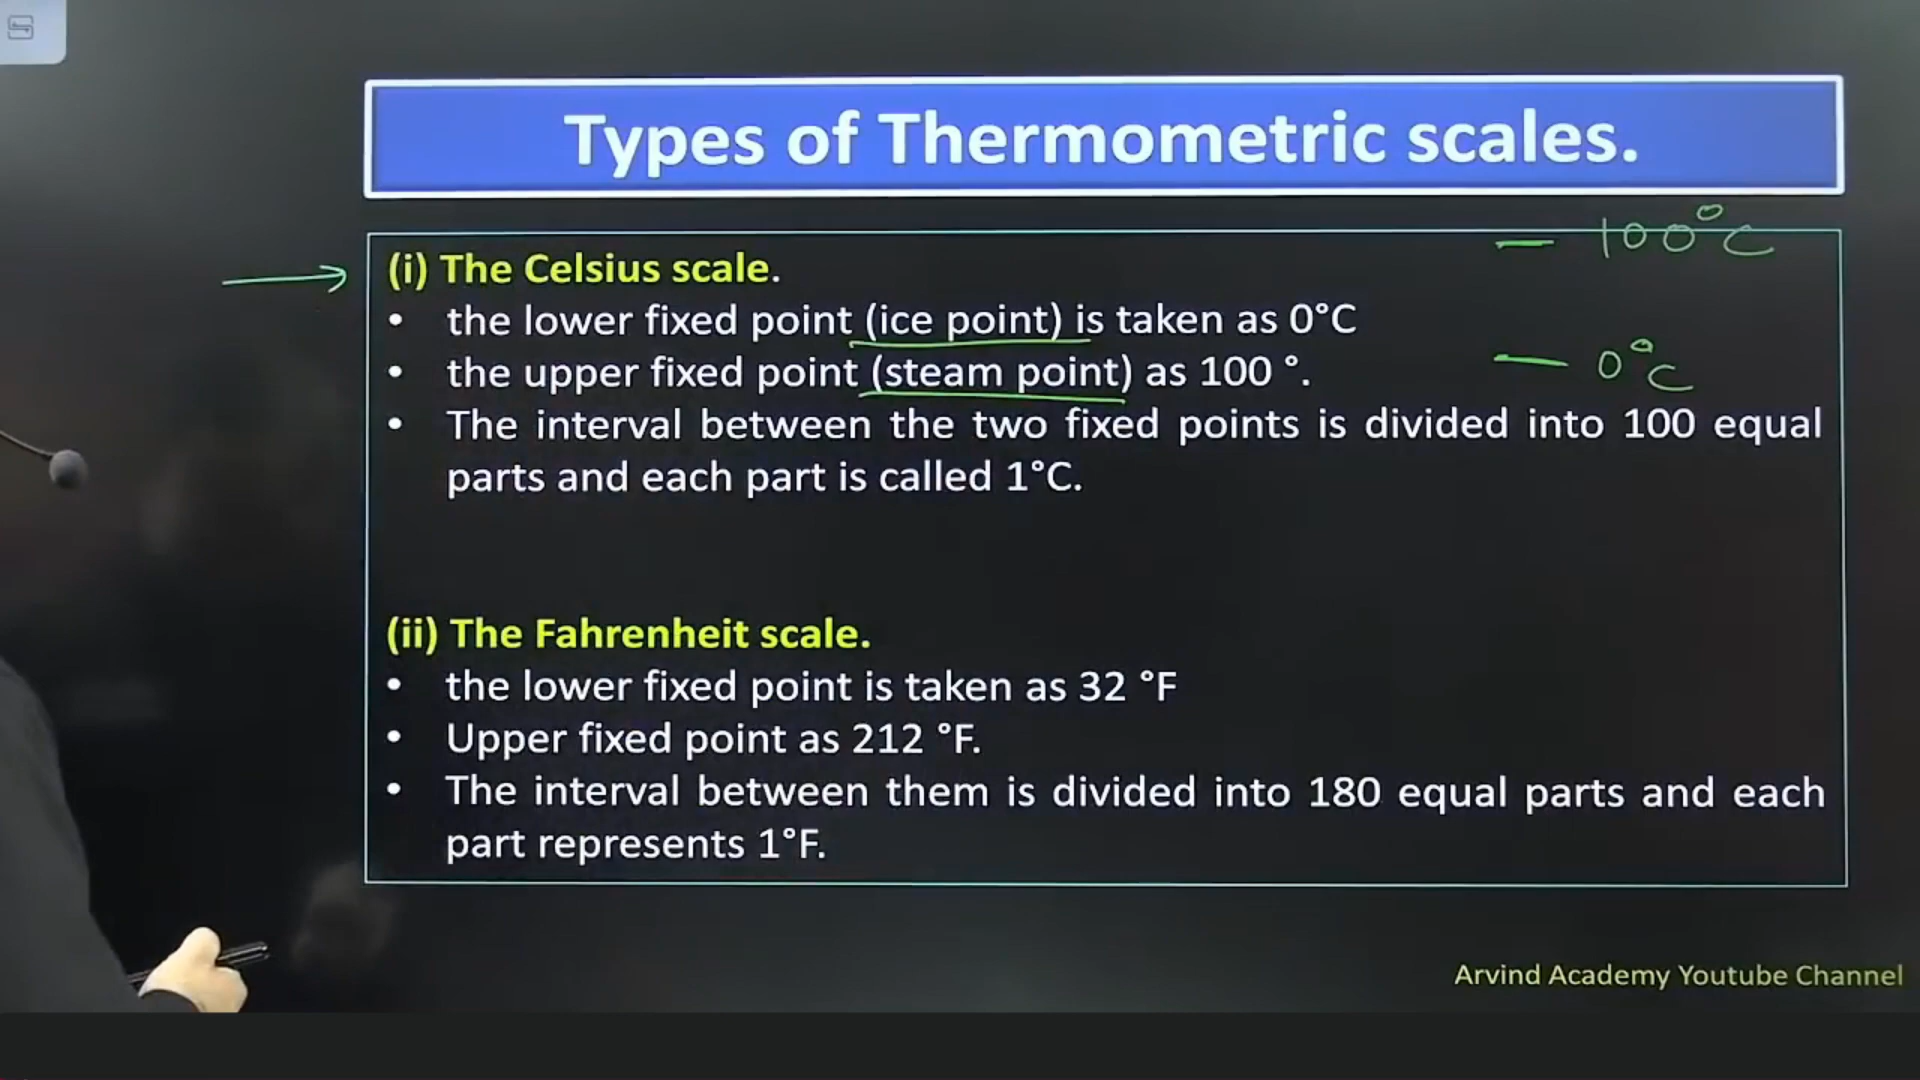 Types of Thermometric scales.
— 100°C
(i) The Celsius scale.
• the lower fixed point (ice point) is taken as 0°C
— 0°C
• the upper fixed point (steam point) as 100 °.
• The interval between the two fixed points is divided into 100 equal
parts and each part is called 1°C.
(ii) The Fahrenheit scale.
• the lower fixed point is taken as 32 °F
• Upper fixed point as 212 °F.
• The interval between them is divided into 180 equal parts and each
part represents 1°F.
Arvind Academy Youtube Channel